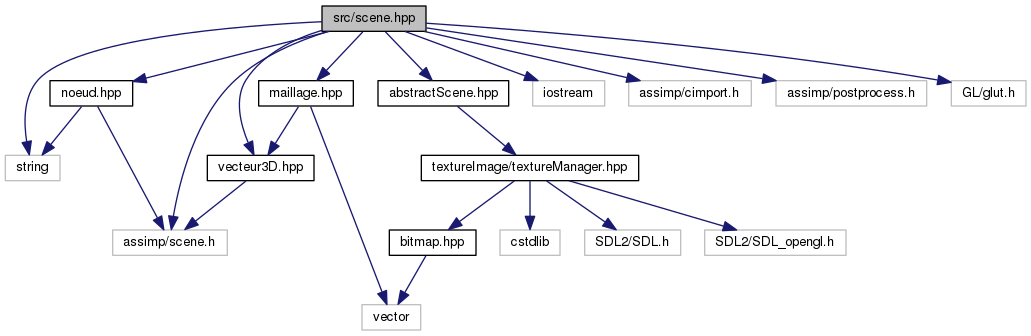 src/scene.hpp
noeud.hpp
maillage.hpp
abstractScene.hpp
iostream
assimp/cimport.h
assimp/postprocess.h
GL/glut.h
string
vecteur3D.hpp
textureImage/textureManager.hpp
assimp/scene.h
bitmap.hpp
cstdlib
SDL2/SDL.h
SDL2/SDL_opengl.h
vector